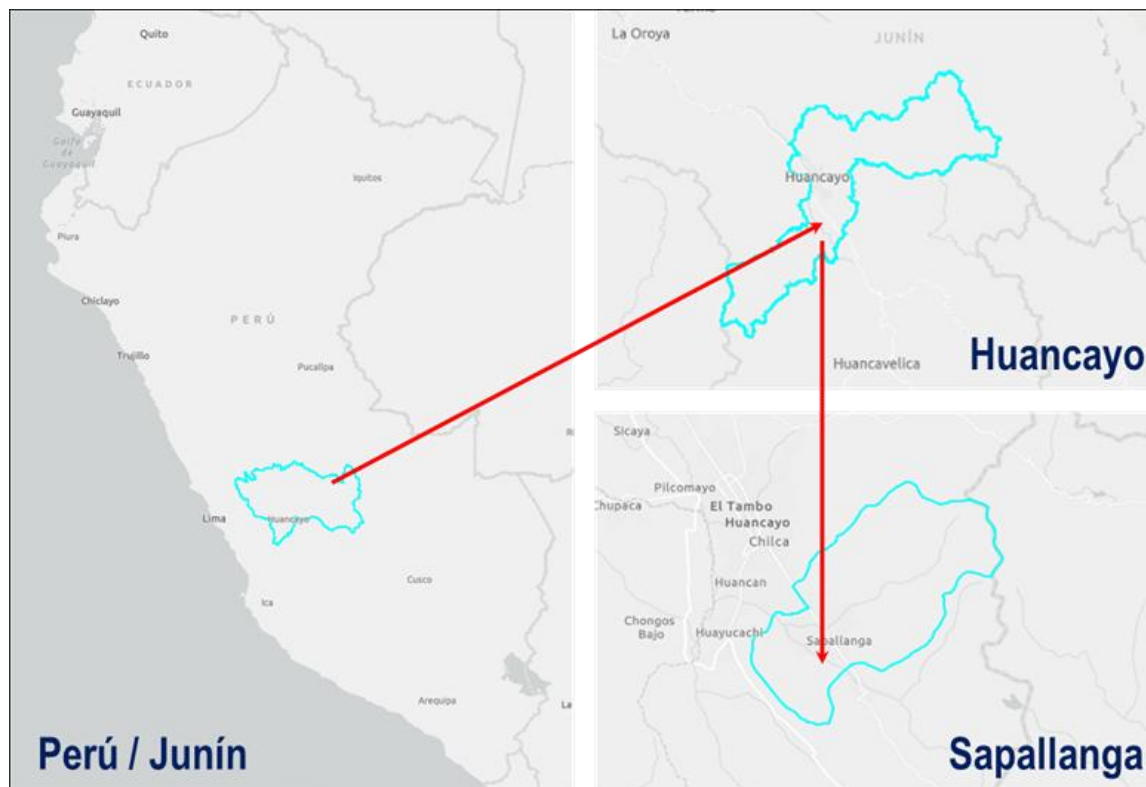 Quito
ECUADOR
Guayaquil
Golfo
de
Guayaquil
Iquitos
Piura
Chiclayo
PERÚ
Trujillo
Pucallpa
Lima
Huancayo
Cusco
Ica
Arequipa
La
Perú / Junín
La Oroya
JUNÍN
Huancayo
Huancavelica
Huancayo
Sicaya
Pilcomayo
Chupaca
El Tambo
Huancayo
Chilca
Huancan
Chongos
Bajo
Huayucachi
Sapallanga
Sapallanga